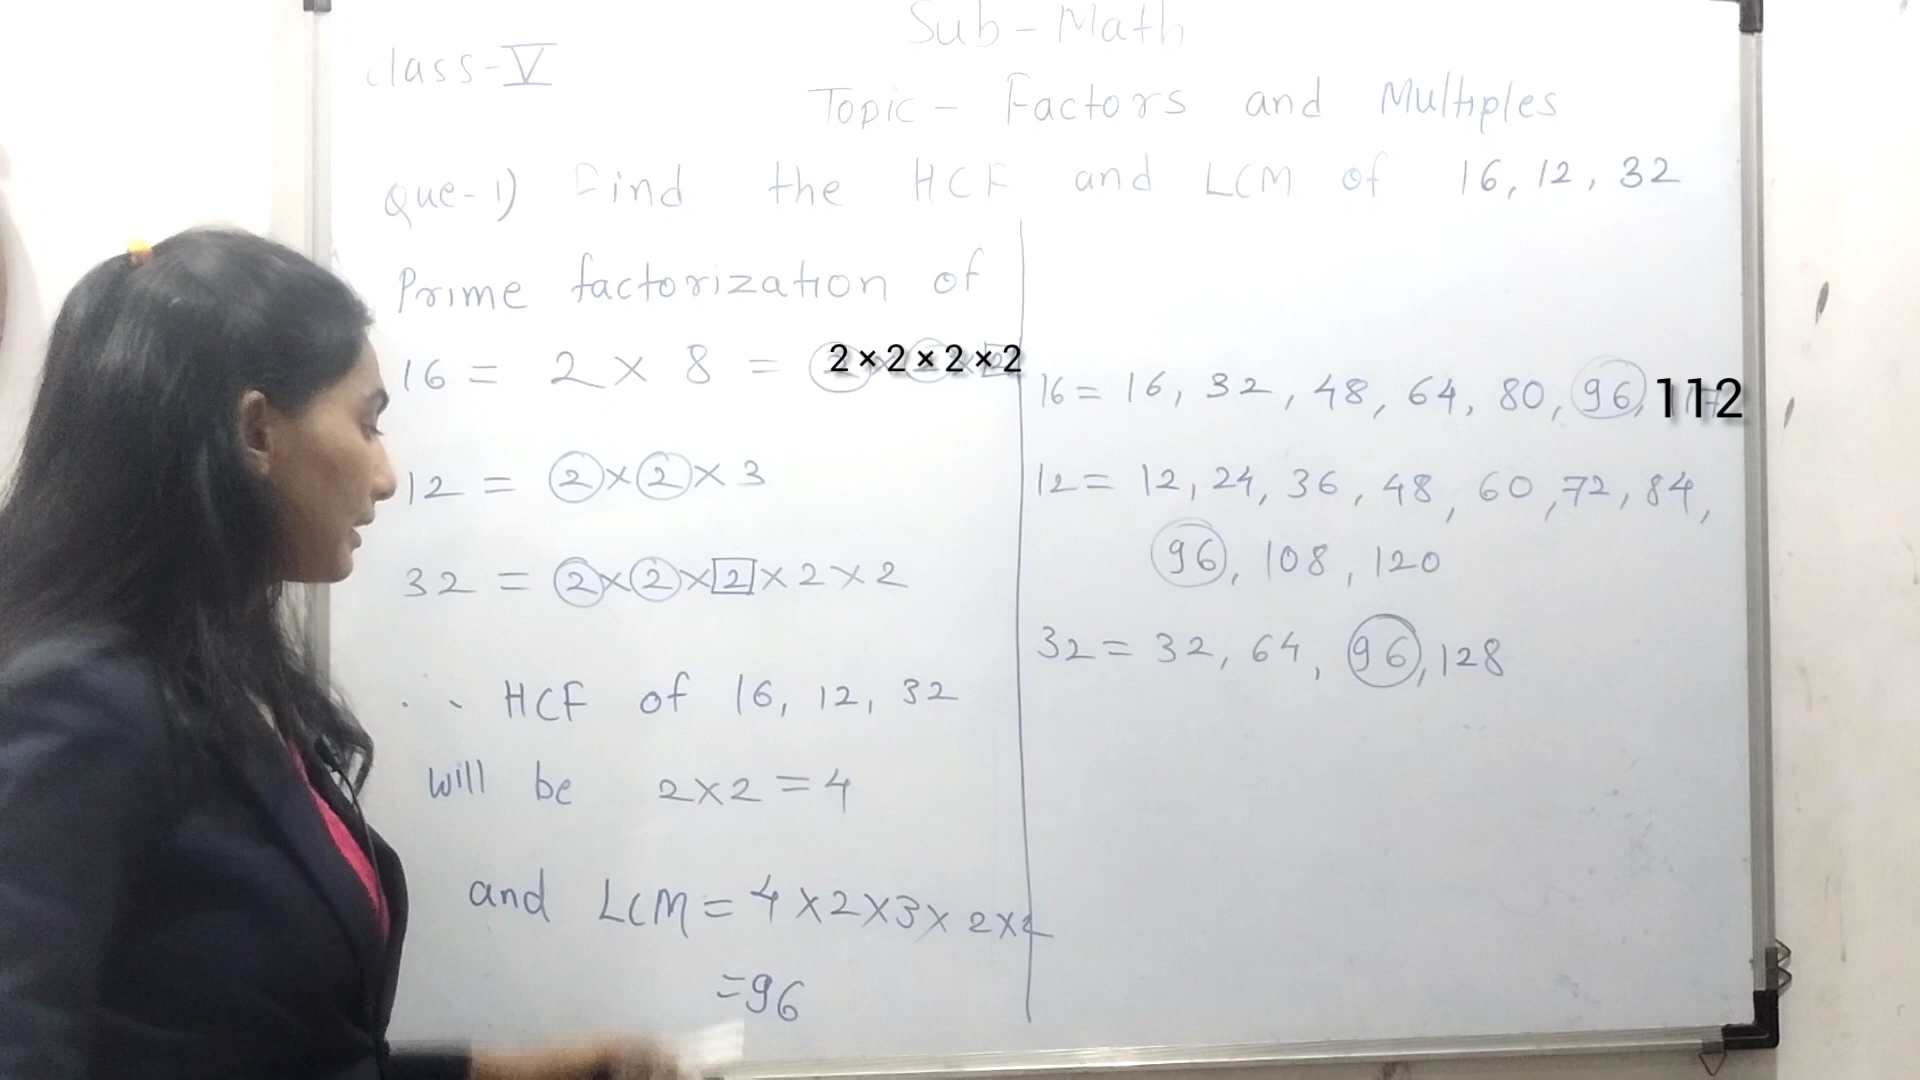 Sub - Math
Class - V
Topic - Factors and Multiples
Que-1) Find the HCF and LCM of 16, 12, 32
Prime factorization of
16 = 2 × 8 = 2×2×2×2
12 = 2×2×3
32 = 2×2×2×2×2
∴ HCF of 16, 12, 32
will be 2×2=4
and LCM = 4×2×3×2×2
=96
16= 16, 32, 48, 64, 80, 96, 112
12= 12, 24, 36, 48, 60, 72, 84,
96, 108, 120
32= 32, 64, 96, 128